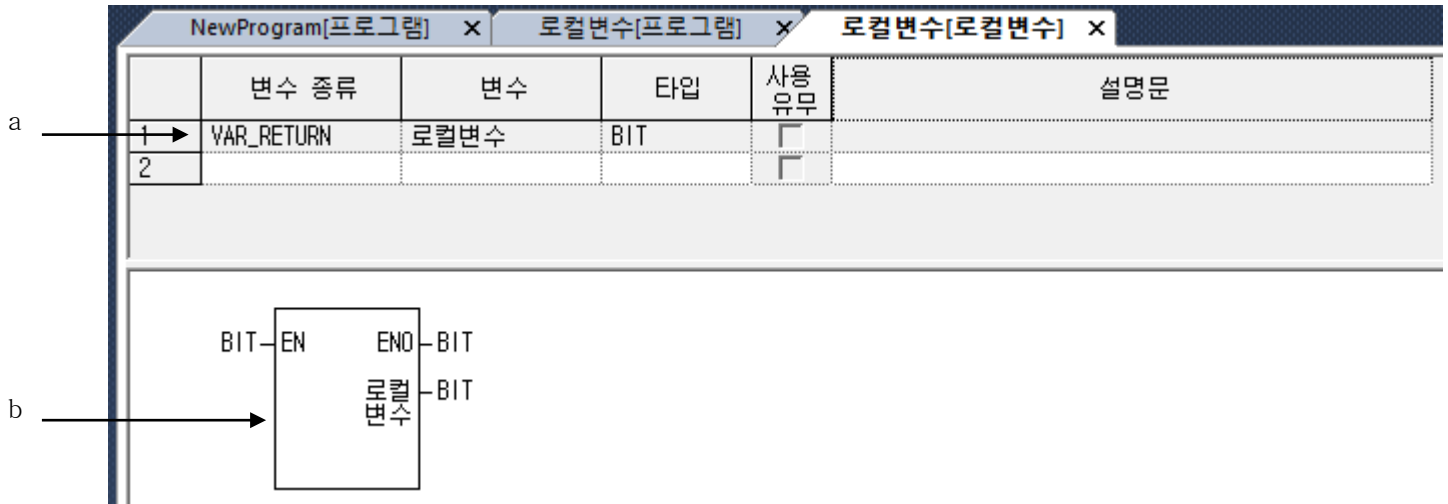 NewProgram[프로그램] x 로컬변수[프로그램] x 로컬변수[로컬변수] x
변수 종류 변수 타입 사용 유무 설명문
a
1 VAR_RETURN 로컬변수 BIT
2
BIT EN ENO BIT
로컬 변수 BIT
b